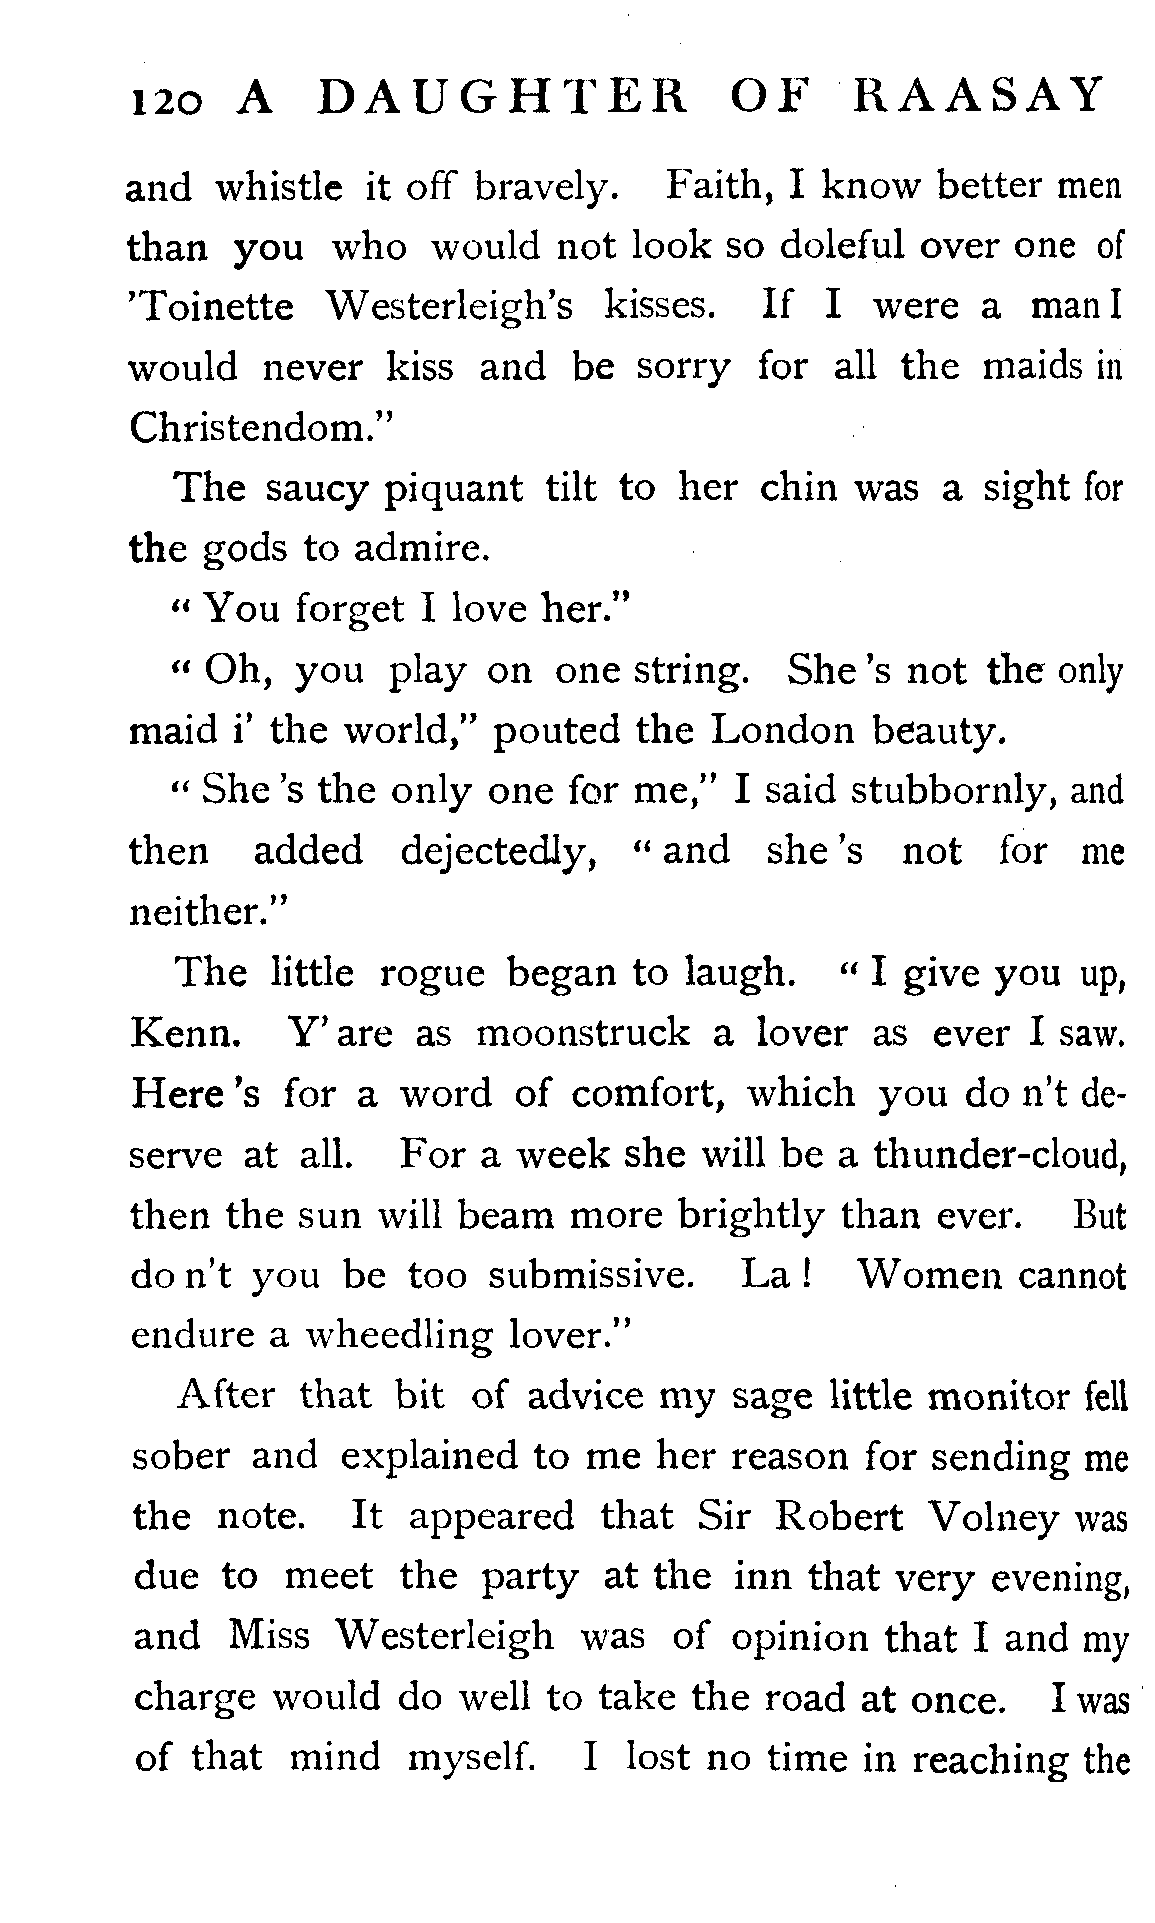 120 A DAUGHTER OF RAASAY
and whistle it off bravely. Faith, I know better men
than you who would not look so doleful over one of
’Toinette Westerleigh’s kisses. If I were a man I
would never kiss and be sorry for all the maids in
Christendom.”
The saucy piquant tilt to her chin was a sight for
the gods to admire.
“ You forget I love her.”
“ Oh, you play on one string. She ’s not the only
maid i’ the world,” pouted the London beauty.
“ She ’s the only one for me,” I said stubbornly, and
then added dejectedly, “ and she ’s not for me
neither.”
The little rogue began to laugh. “ I give you up,
Kenn. Y’ are as moonstruck a lover as ever I saw.
Here ’s for a word of comfort, which you do n’t de-
serve at all. For a week she will be a thunder-cloud,
then the sun will beam more brightly than ever. But
do n’t you be too submissive. La ! Women cannot
endure a wheedling lover.”
After that bit of advice my sage little monitor fell
sober and explained to me her reason for sending me
the note. It appeared that Sir Robert Volney was
due to meet the party at the inn that very evening,
and Miss Westerleigh was of opinion that I and my
charge would do well to take the road at once. I was
of that mind myself. I lost no time in reaching the